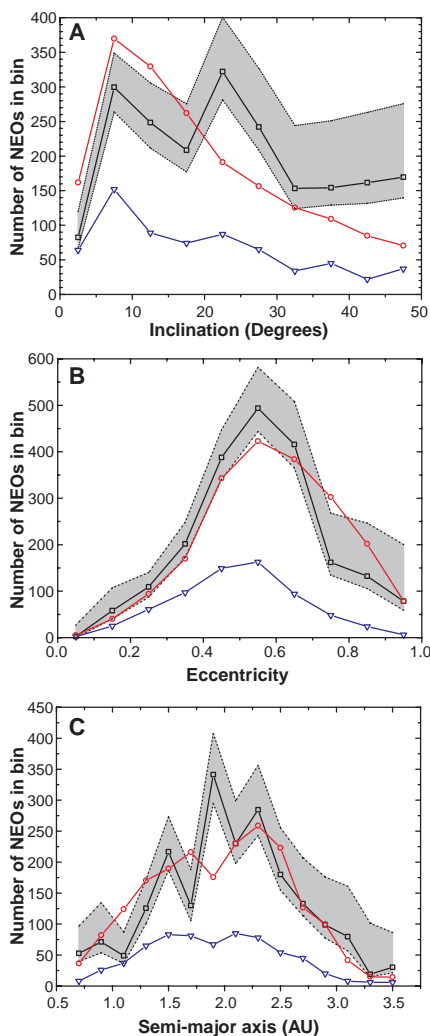 A
Number of NEOs in bin
400
350
300
250
200
150
100
50
0
0 10 20 30 40 50
Inclination (Degrees)
B
Number of NEOs in bin
600
500
400
300
200
100
0
0.0 0.2 0.4 0.6 0.8 1.0
Eccentricity
C
Number of NEOs in bin
450
400
350
300
250
200
150
100
50
0
0.5 1.0 1.5 2.0 2.5 3.0 3.5
Semi-major axis (AU)